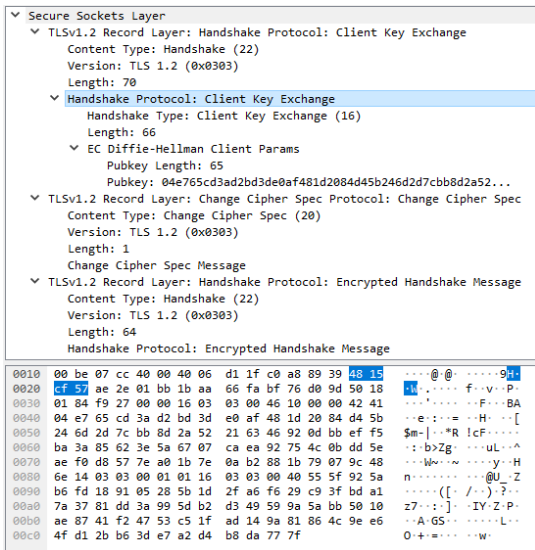 Secure Sockets Layer
TLSv1.2 Record Layer: Handshake Protocol: Client Key Exchange
Content Type: Handshake (22)
Version: TLS 1.2 (0x0303)
Length: 70
Handshake Protocol: Client Key Exchange
Handshake Type: Client Key Exchange (16)
Length: 66
EC Diffie-Hellman Client Params
Pubkey Length: 65
Pubkey: 04e765cd3ad2bd3de0af481d2084d45b246d2d7cbb8d2a52...
TLSv1.2 Record Layer: Change Cipher Spec Protocol: Change Cipher Spec
Content Type: Change Cipher Spec (20)
Version: TLS 1.2 (0x0303)
Length: 1
Change Cipher Spec Message
TLSv1.2 Record Layer: Handshake Protocol: Encrypted Handshake Message
Content Type: Handshake (22)
Version: TLS 1.2 (0x0303)
Length: 64
Handshake Protocol: Encrypted Handshake Message
0010 00 be 07 cc 40 00 40 06 d1 1f c0 a8 89 39 48 15 ····@·@· ·····9H·
0020 cf 57 ae 2e 01 bb 1b aa 66 fa bf 76 d0 9d 50 18 ·W·.···· f··v··P·
0030 01 84 f9 27 00 00 16 03 03 00 46 10 00 00 42 41 ···'···· ··F···BA
0040 04 e7 65 cd 3a d2 bd 3d e0 af 48 1d 20 84 d4 5b ··e·:··= ··H· ··[
0050 24 6d 2d 7c bb 8d 2a 52 21 63 46 92 0d bb ef f5 $m-|··*R !cF·····
0060 ba 3a 85 62 3e 5a 67 07 ca ea 92 75 4c 0b dd 5e ·:·b>Zg· ···uL··^
0070 ae f0 d8 57 7e a0 1b 7e 0a b2 88 1b 79 07 9c 48 ···W~··~ ····y··H
0080 6e 14 03 03 00 01 01 16 03 03 00 40 55 5f 92 5a n······· ···@U_·Z
0090 b6 fd 18 91 05 28 5b 1d 2f a6 f6 29 c9 3f bd a1 ·····([· /··)·?··
00a0 7a 37 81 dd 3a 99 5d b2 d3 49 59 9a 5a bb 50 10 z7··:·]· ·IY·Z·P·
00b0 ae 87 41 f2 47 53 c5 1f ad 14 9a 81 86 4c 9e e6 ··A·GS·· ·····L··
00c0 4f d1 2b b6 3d e7 a2 d4 b8 da 77 7f O·+·=··· ··w·